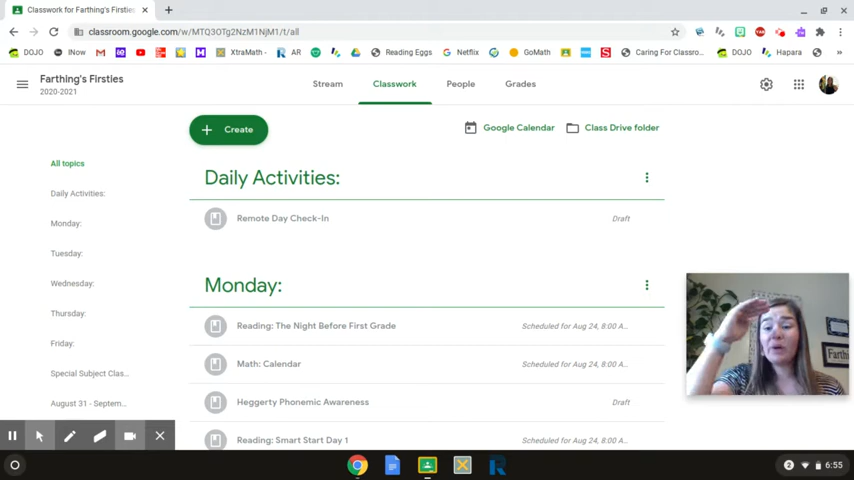 Classwork for Farthing's Firsties
classroom.google.com/w/MTQ3OTg2NzM1NjM1/t/all
DOJO
INow
XtraMath -
AR
Reading Eggs
Netflix
GoMath
Caring For Classro...
DOJO
Hapara
Farthing's Firsties
2020-2021
Stream
Classwork
People
Grades
Create
Google Calendar
Class Drive folder
All topics
Daily Activities:
Monday:
Tuesday:
Wednesday:
Thursday:
Friday:
Special Subject Clas...
August 31 - Septem...
Daily Activities:
Remote Day Check-In
Draft
Monday:
Reading: The Night Before First Grade
Scheduled for Aug 24, 8:00 A...
Math: Calendar
Scheduled for Aug 24, 8:00 A...
Heggerty Phonemic Awareness
Draft
Reading: Smart Start Day 1
Scheduled for Aug 24, 8:00 A...
Farth
2
6:55